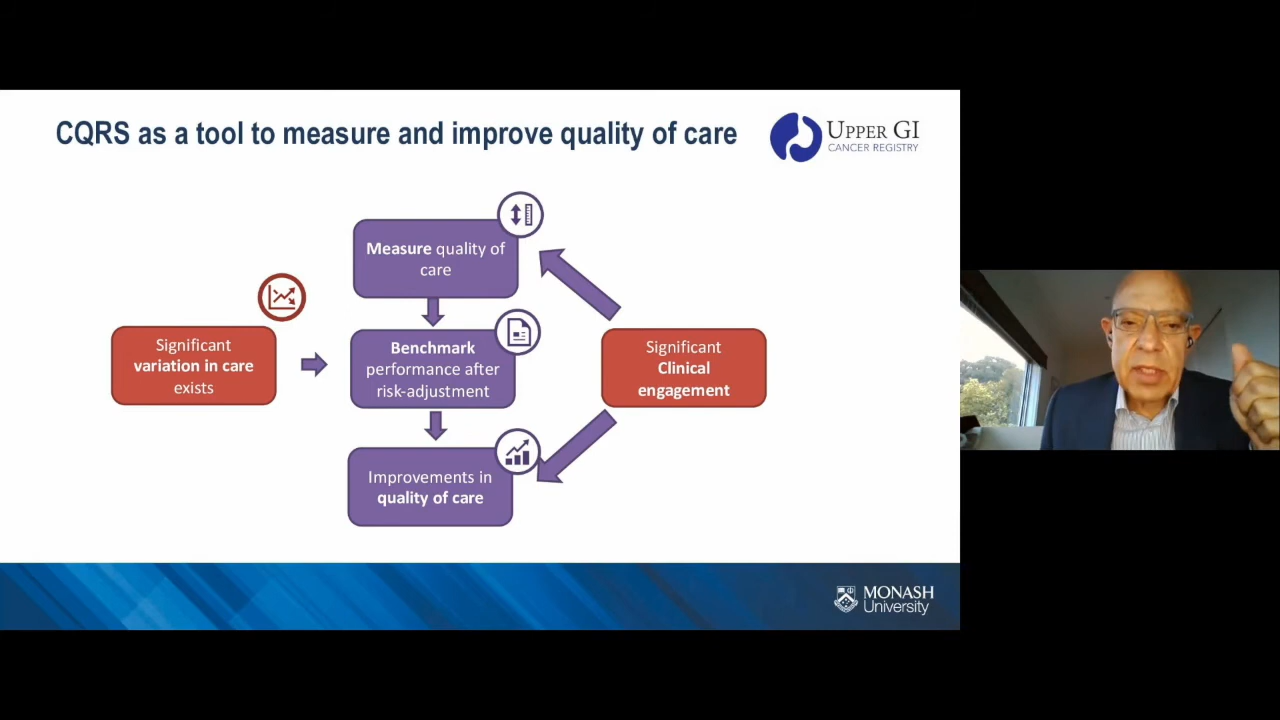 CQRS as a tool to measure and improve quality of care
UPPER GI
CANCER REGISTRY
Measure quality of
care
Significant
variation in care
exists
Benchmark
performance after
risk-adjustment
Significant
Clinical
engagement
Improvements in
quality of care
MONASH
University